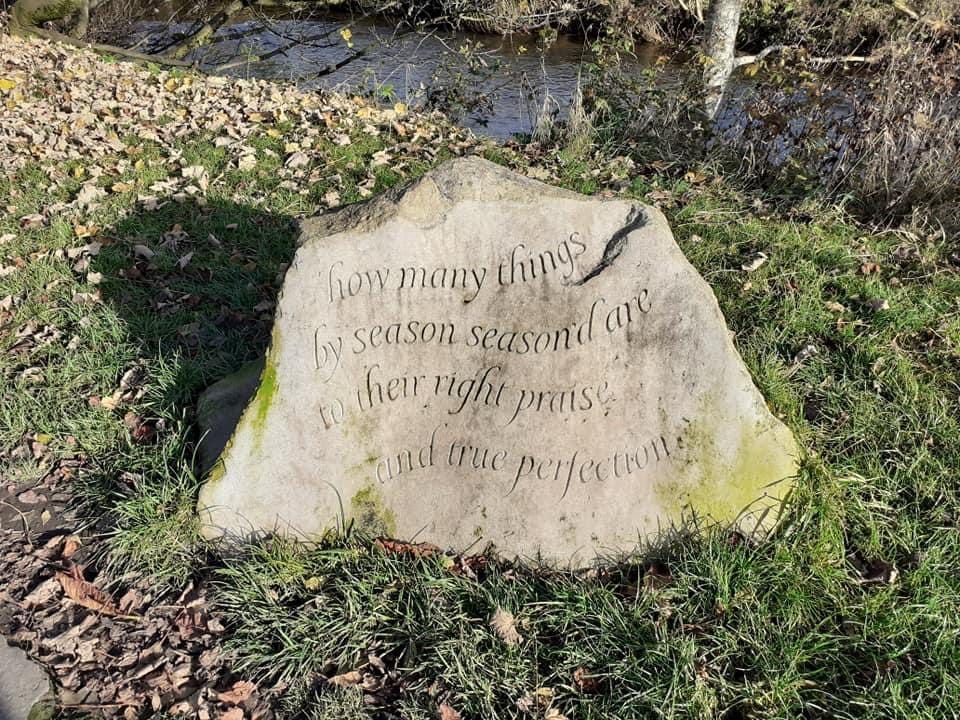 how many things
by season season'd are
to their right praise
and true perfection